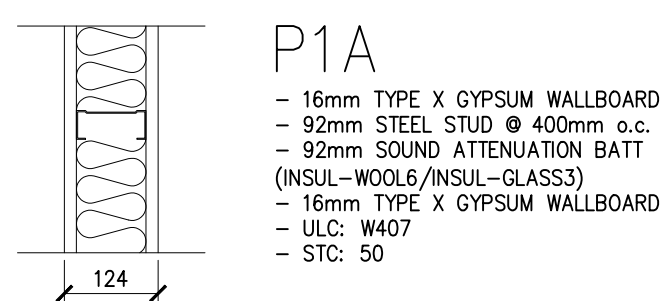 P1A
- 16mm TYPE X GYPSUM WALLBOARD
- 92mm STEEL STUD @ 400mm o.c.
- 92mm SOUND ATTENUATION BATT
(INSUL-WOOL6/INSUL-GLASS3)
- 16mm TYPE X GYPSUM WALLBOARD
- ULC: W407
- STC: 50
124